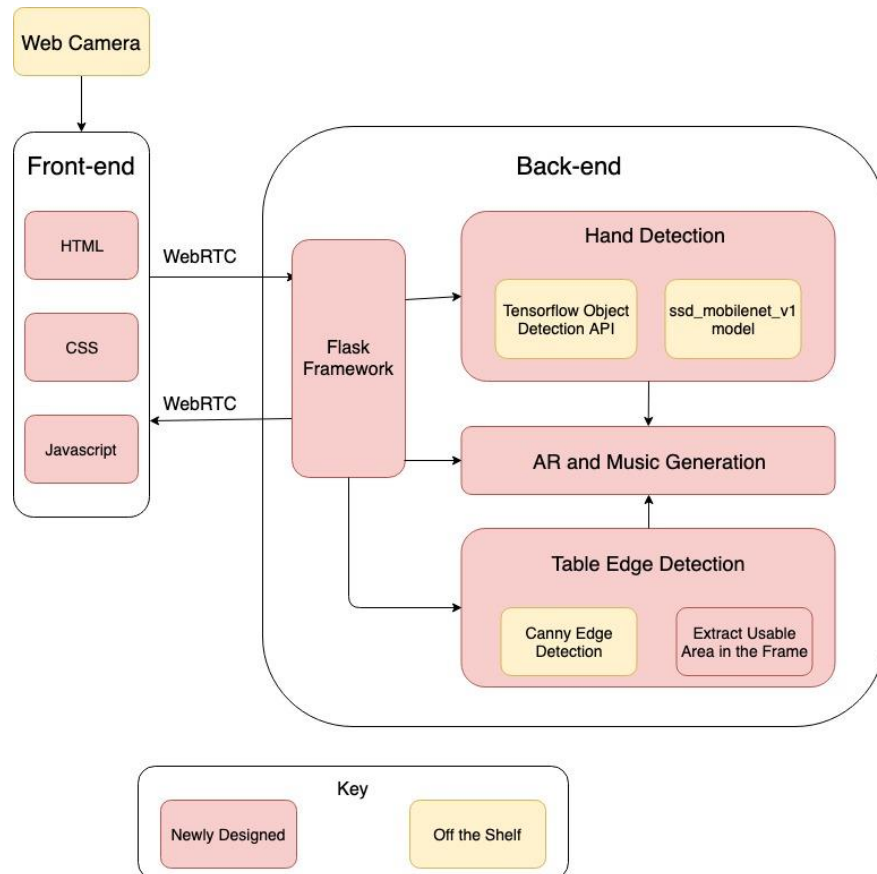 Web Camera
Front-end
HTML
CSS
Javascript
WebRTC
WebRTC
Back-end
Flask
Framework
Hand Detection
Tensorflow Object
Detection API
ssd_mobilenet_v1
model
AR and Music Generation
Table Edge Detection
Canny Edge
Detection
Extract Usable
Area in the Frame
Key
Newly Designed
Off the Shelf